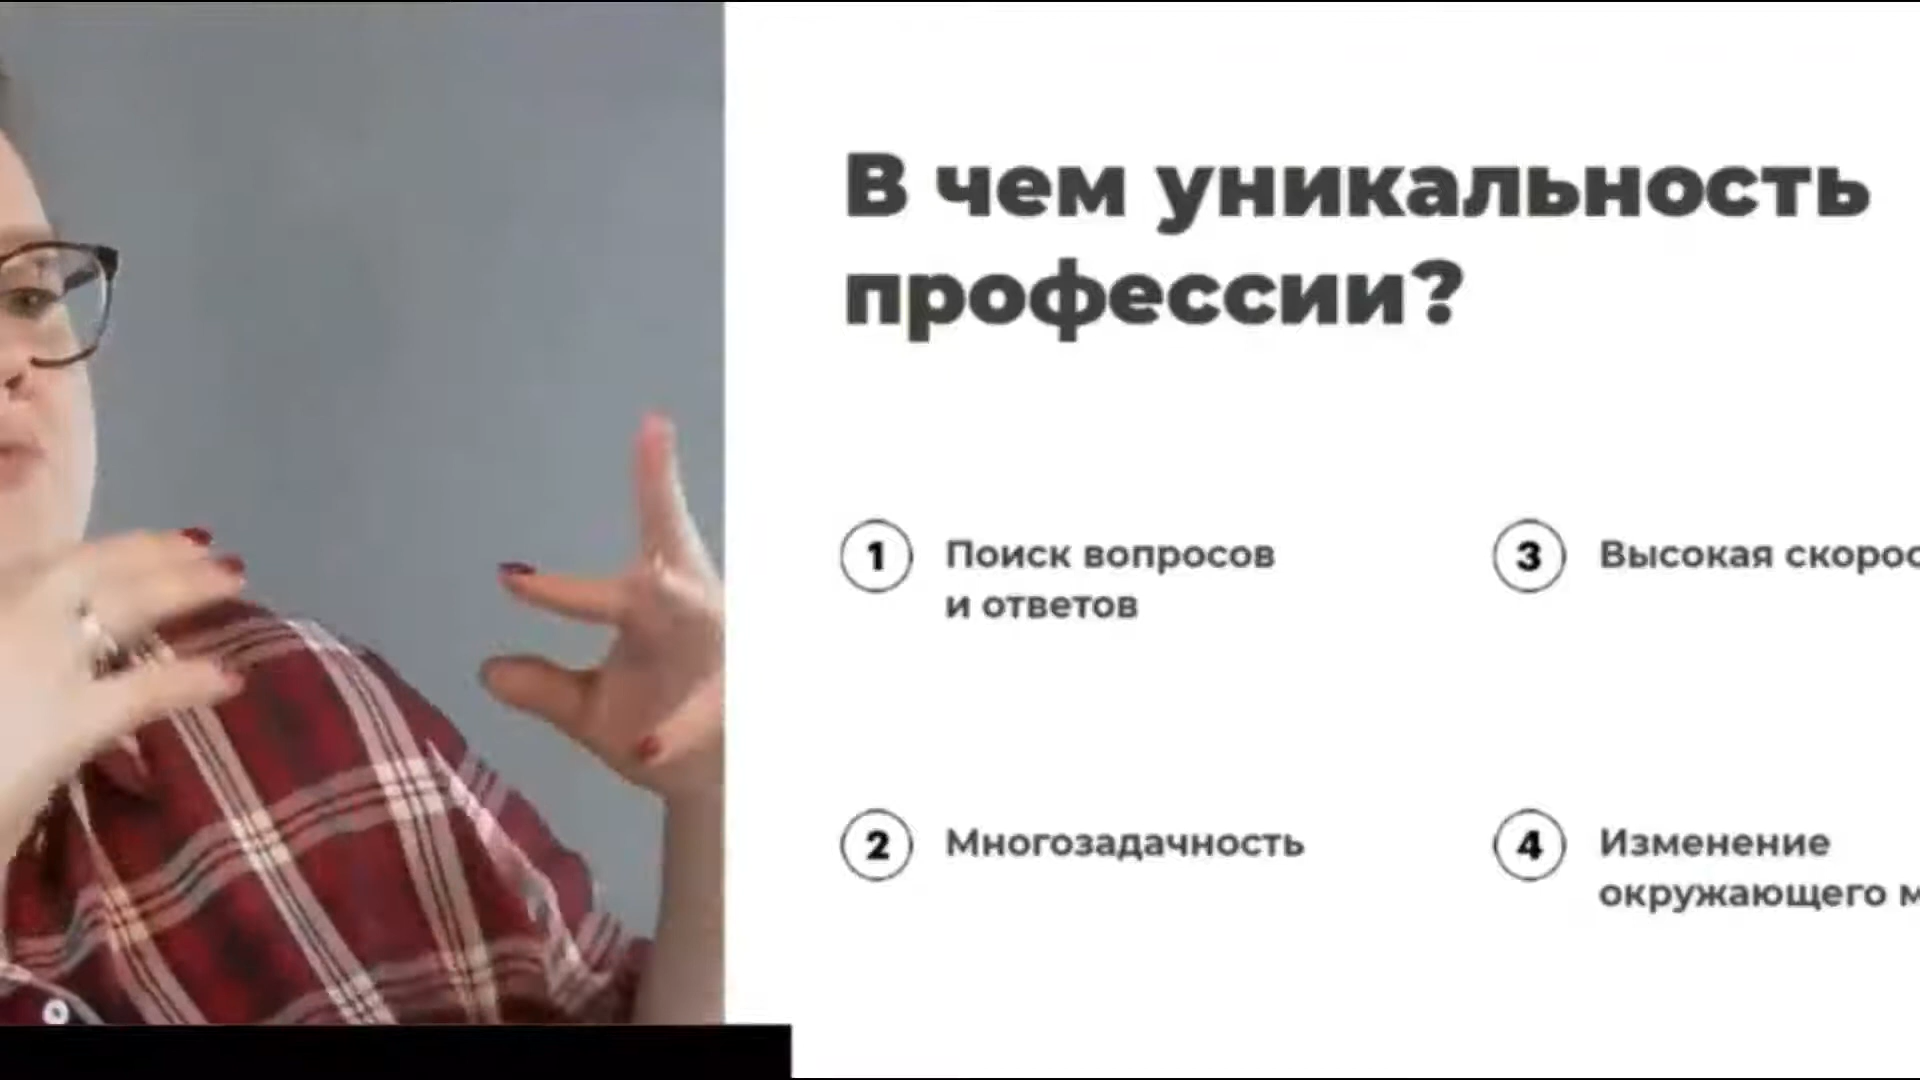 В чем уникальность
профессии?
1 Поиск вопросов
и ответов
2 Многозадачность
3 Высокая
4 Изменение
окружающего